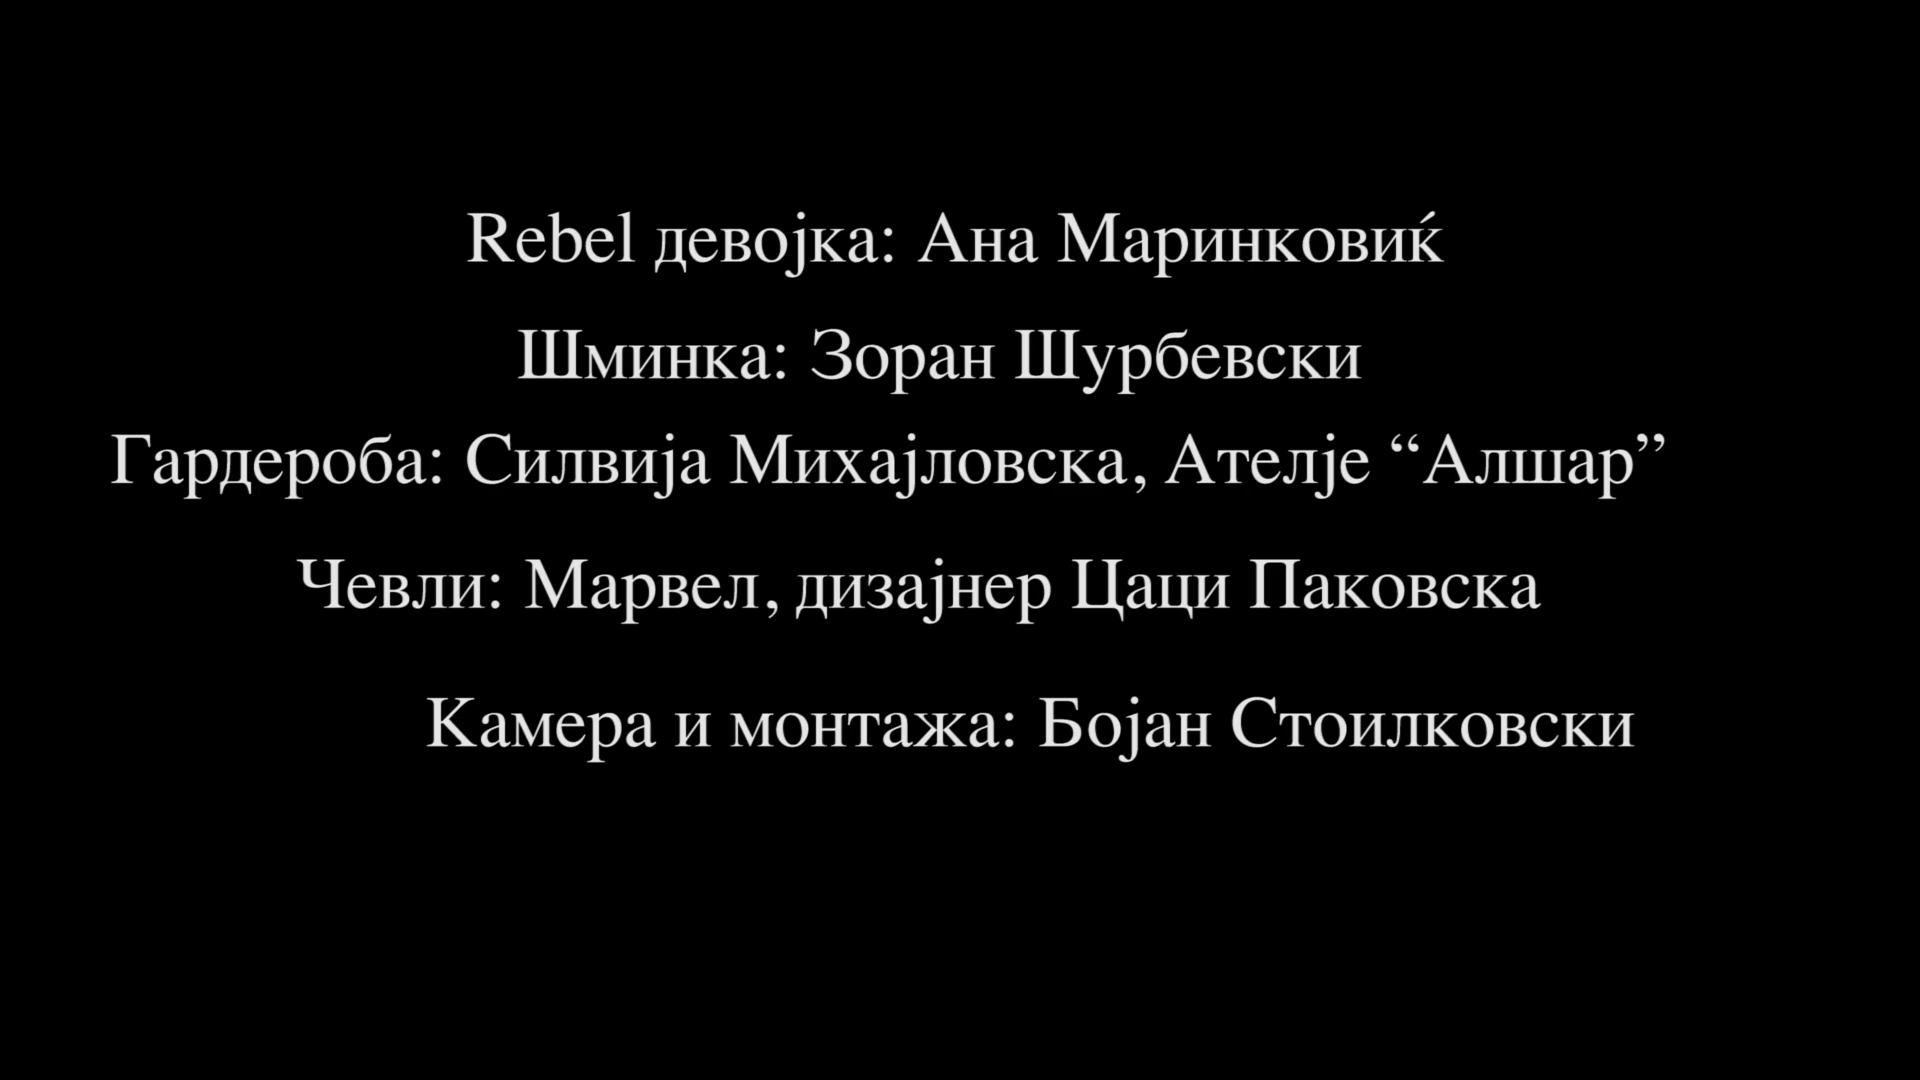 Rebel девојка: Ана Маринковиќ
Шминка: Зоран Шурбевски
Гардероба: Силвија Михајловска, Ателје “Алшар”
Чевли: Марвел, дизајнер Цаци Паковска
Камера и монтажа: Бојан Стоилковски